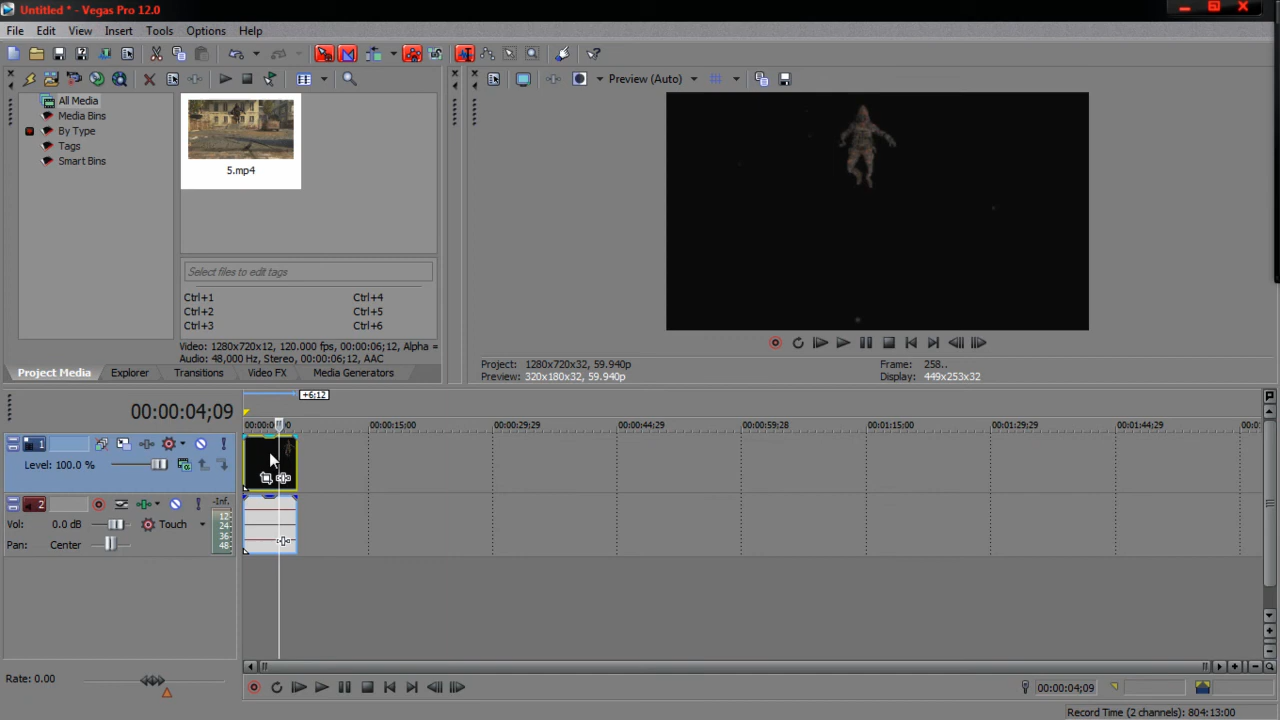 Untitled * - Vegas Pro 12.0
File Edit View Insert Tools Options Help
Preview (Auto)
All Media
Media Bins
By Type
Tags
Smart Bins
5.mp4
Select files to edit tags
Ctrl+1 Ctrl+4
Ctrl+2 Ctrl+5
Ctrl+3 Ctrl+6
Video: 1280x720x12, 120.000 fps, 00:00:06;12, Alpha =
Audio: 48,000 Hz, Stereo, 00:00:06;12, AAC
Project Media Explorer Transitions Video FX Media Generators
Project: 1280x720x32, 59.940p Frame: 258..
Preview: 320x180x32, 59.940p Display: 449x253x32
+6:12
00:00:04;09
00:00:15:00 00:00:29:29 00:00:44:29 00:00:59:28 00:01:15:00 00:01:29:29 00:01:44:29
1
Level: 100.0 %
2
-Inf.
Vol: 0.0 dB Touch
Pan: Center
12
24
36
48
Rate: 0.00
00:00:04;09
Record Time (2 channels): 804:13:00